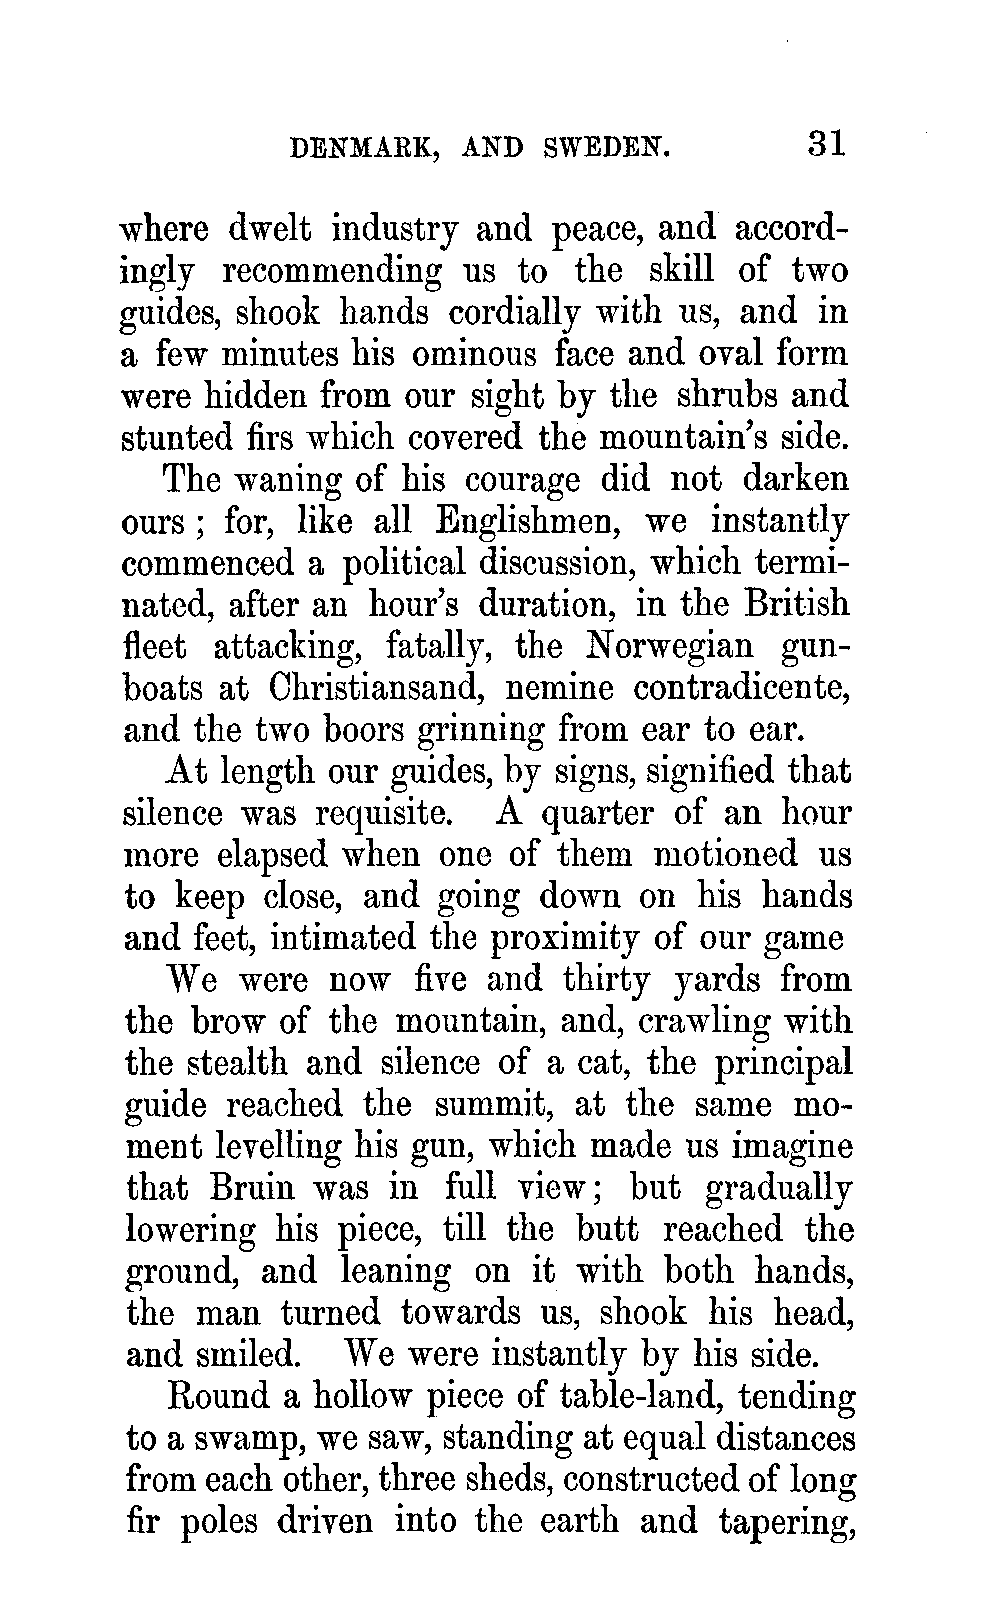 DENMARK, AND SWEDEN. 31
where dwelt industry and peace, and accord-
ingly recommending us to the skill of two
guides, shook hands cordially with us, and in
a few minutes his ominous face and oval form
were hidden from our sight by the shrubs and
stunted firs which covered the mountain's side.
The waning of his courage did not darken
ours ; for, like all Englishmen, we instantly
commenced a political discussion, which termi-
nated, after an hour's duration, in the British
fleet attacking, fatally, the Norwegian gun-
boats at Christiansand, nemine contradicente,
and the two boors grinning from ear to ear.
At length our guides, by signs, signified that
silence was requisite. A quarter of an hour
more elapsed when one of them motioned us
to keep close, and going down on his hands
and feet, intimated the proximity of our game
We were now five and thirty yards from
the brow of the mountain, and, crawling with
the stealth and silence of a cat, the principal
guide reached the summit, at the same mo-
ment levelling his gun, which made us imagine
that Bruin was in full view; but gradually
lowering his piece, till the butt reached the
ground, and leaning on it with both hands,
the man turned towards us, shook his head,
and smiled. We were instantly by his side.
Round a hollow piece of table-land, tending
to a swamp, we saw, standing at equal distances
from each other, three sheds, constructed of long
fir poles driven into the earth and tapering,